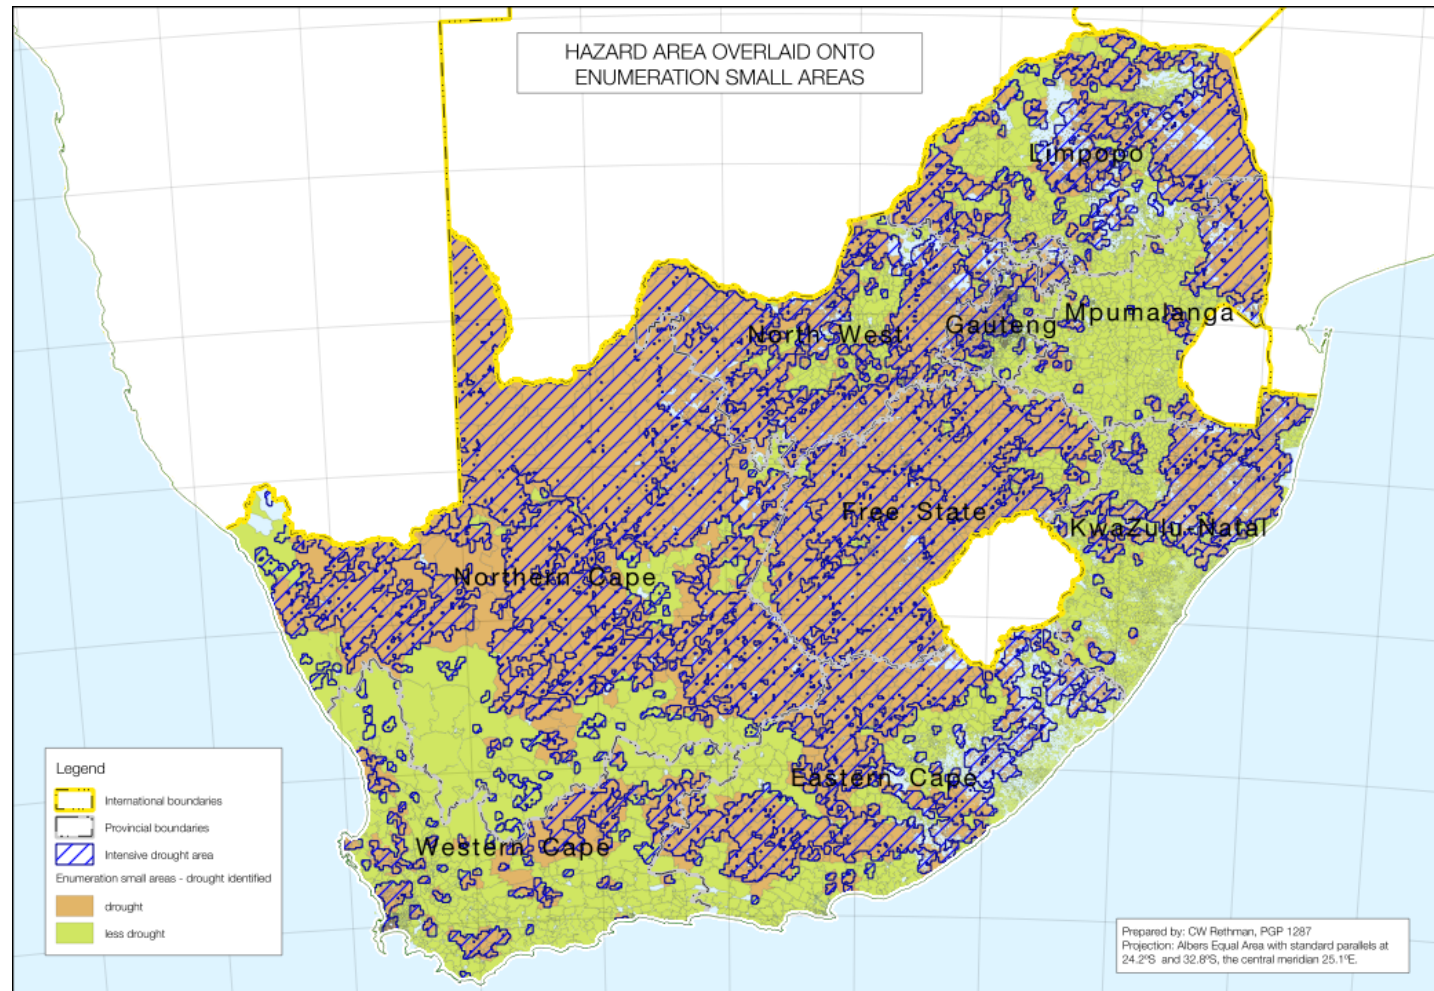 HAZARD AREA OVERLAID ONTO
ENUMERATION SMALL AREAS
Limpopo
Mpumalanga
North West
Gauteng
Free State
KwaZulu-Natal
Northern Cape
Eastern Cape
Western Cape
Legend
International boundaries
Provincial boundaries
Intensive drought area
Enumeration small areas - drought identified
drought
less drought
Prepared by: CW Rethman, PGP 1287
Projection: Albers Equal Area with standard parallels at
24.2ºS and 32.8ºS, the central meridian 25.1ºE.